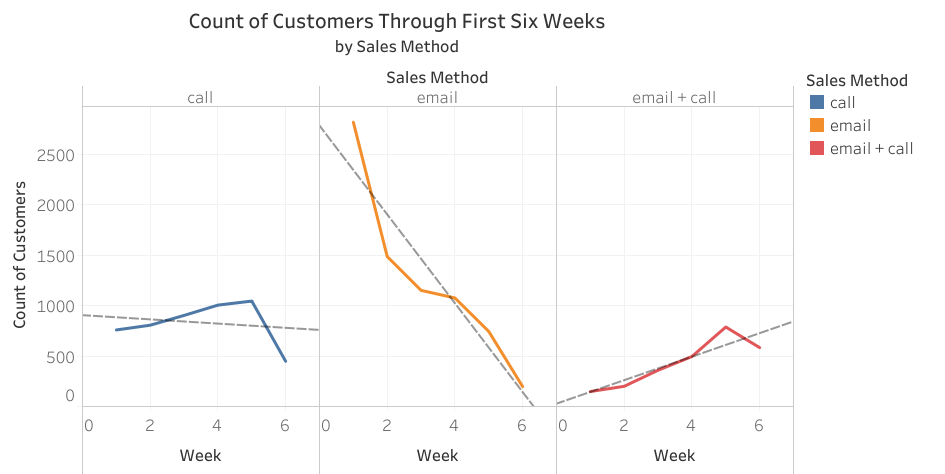 Count of Customers Through First Six Weeks
by Sales Method
Sales Method
call email email + call
Sales Method
call
email
email + call
Count of Customers
2500
2000
1500
1000
500
0
0 2 4 6 0 2 4 6 0 2 4 6
Week Week Week